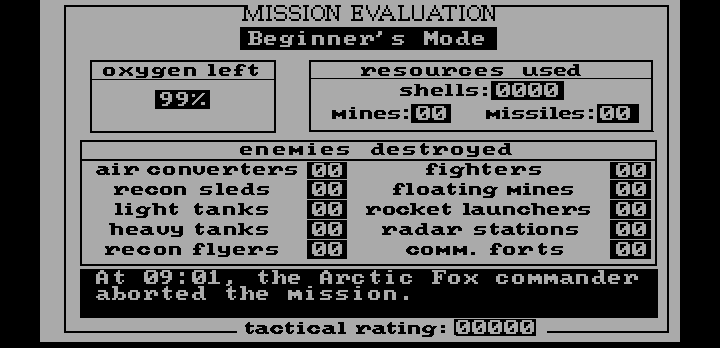 MISSION EVALUATION
Beginner's Mode
oxygen left
99%
resources used
shells: 0000
mines: 00 missiles: 00
enemies destroyed
air converters 00 fighters 00
recon sleds 00 floating mines 00
light tanks 00 rocket launchers 00
heavy tanks 00 radar stations 00
recon flyers 00 comm. forts 00
At 09:01, the Arctic Fox commander
aborted the mission.
tactical rating: 00000